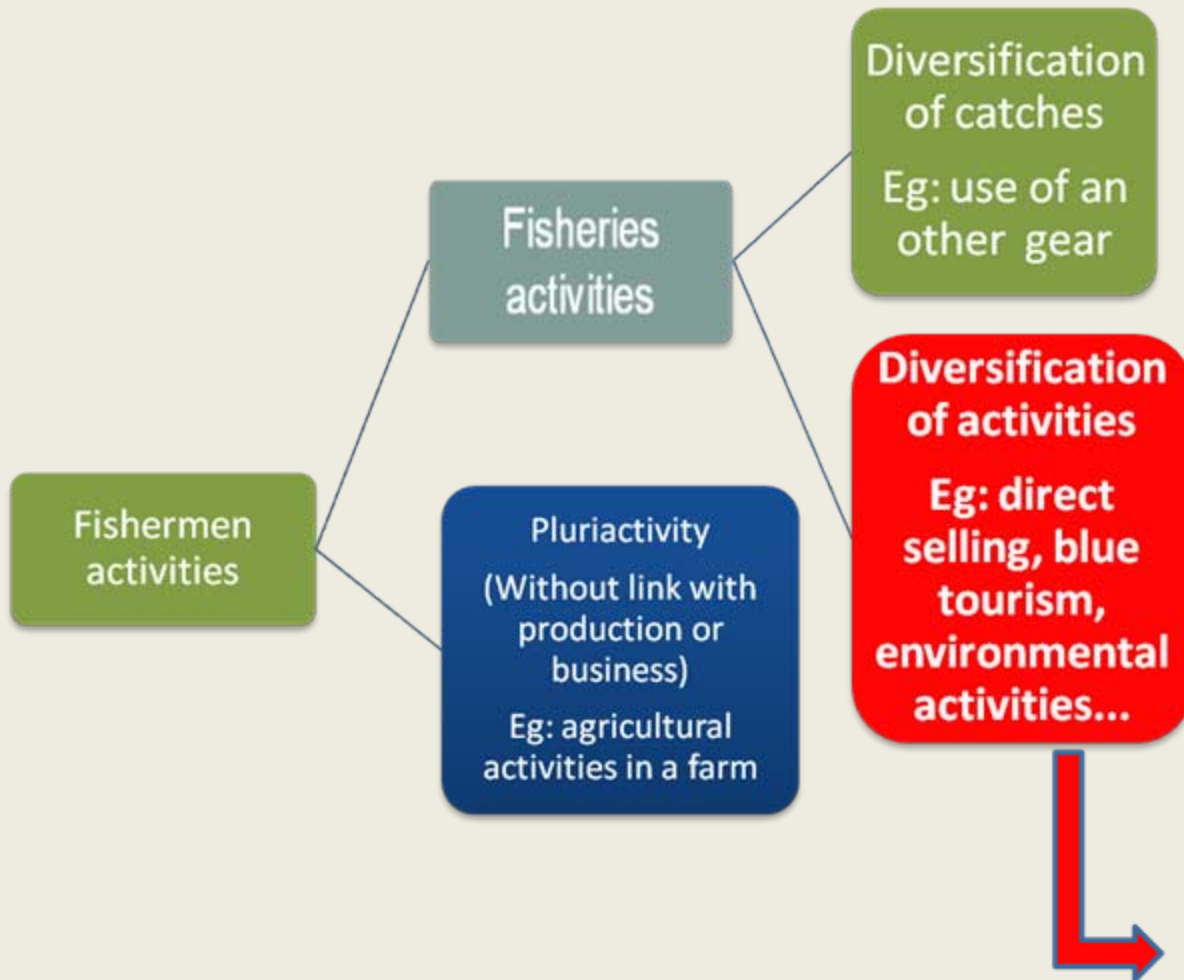 Diversification
of catches
Eg: use of an
other gear
Fisheries
activities
Diversification
of activities
Eg: direct
selling, blue
tourism,
environmental
activities...
Fishermen
activities
Pluriactivity
(Without link with
production or
business)
Eg: agricultural
activities in a farm